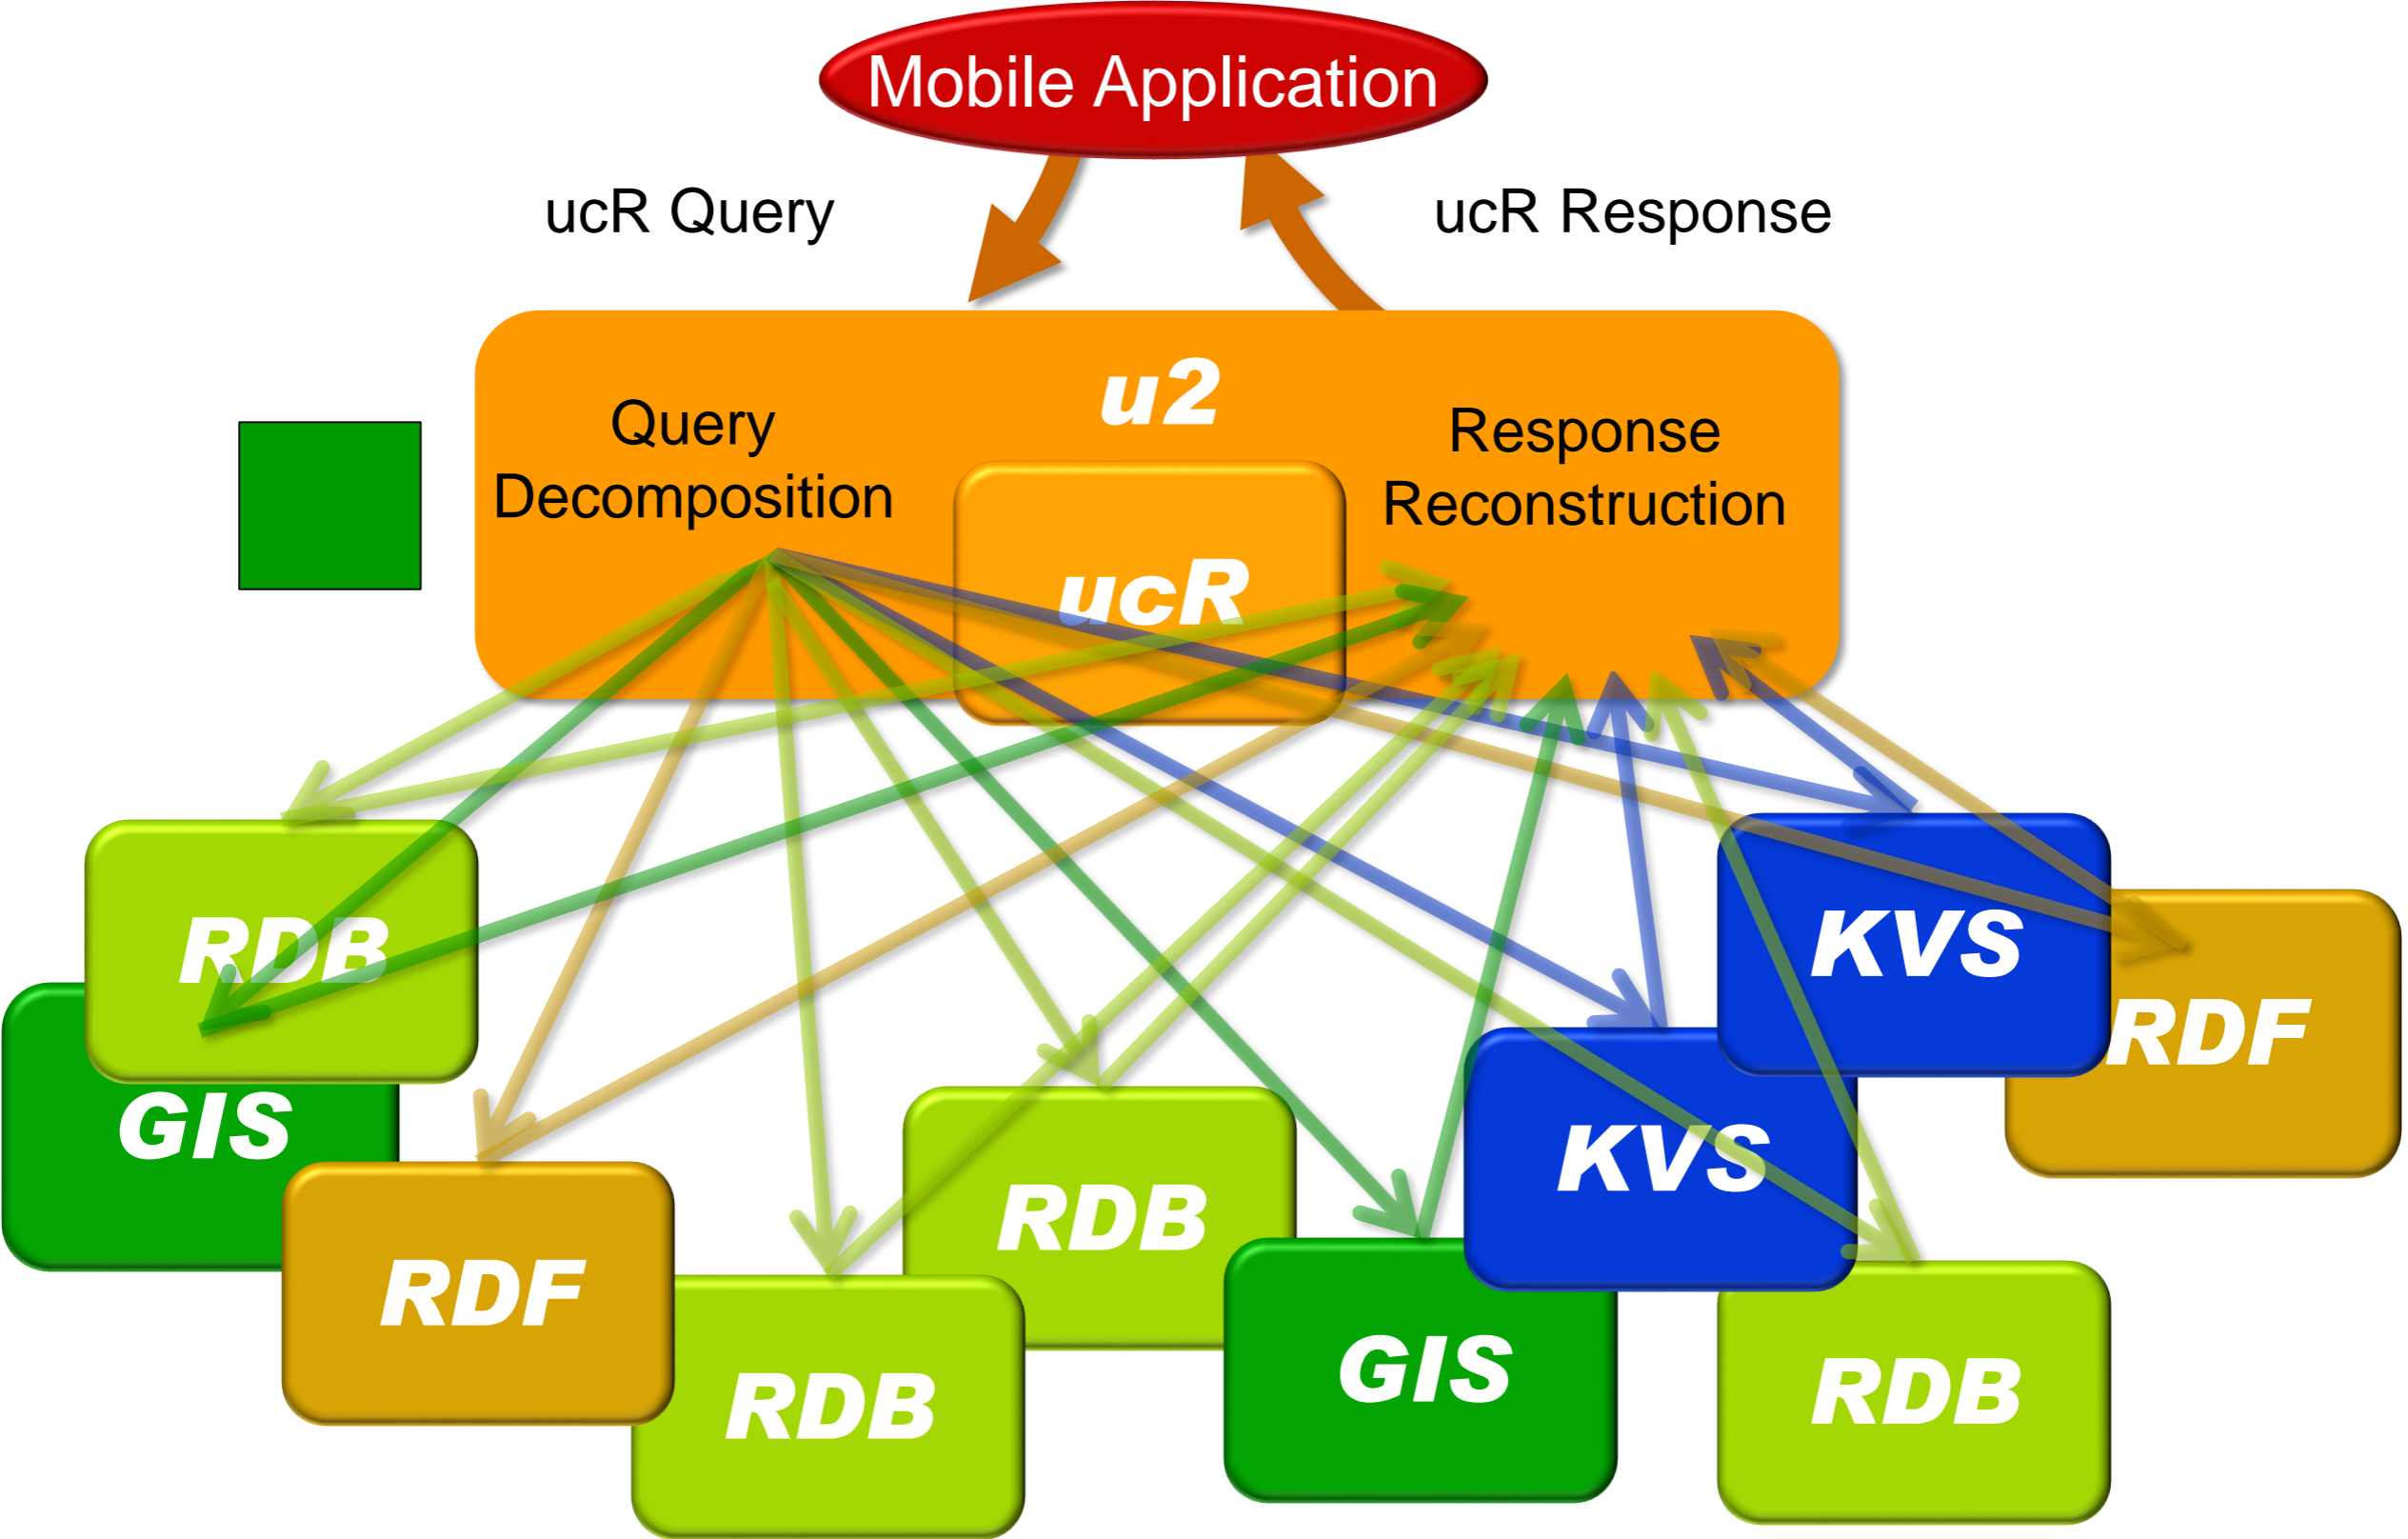 Mobile Application
ucR Query
ucR Response
u2
Query
Decomposition
Response
Reconstruction
ucR
RDB
KVS
RDF
GIS
KVS
RDB
RDF
GIS
RDB
RDB